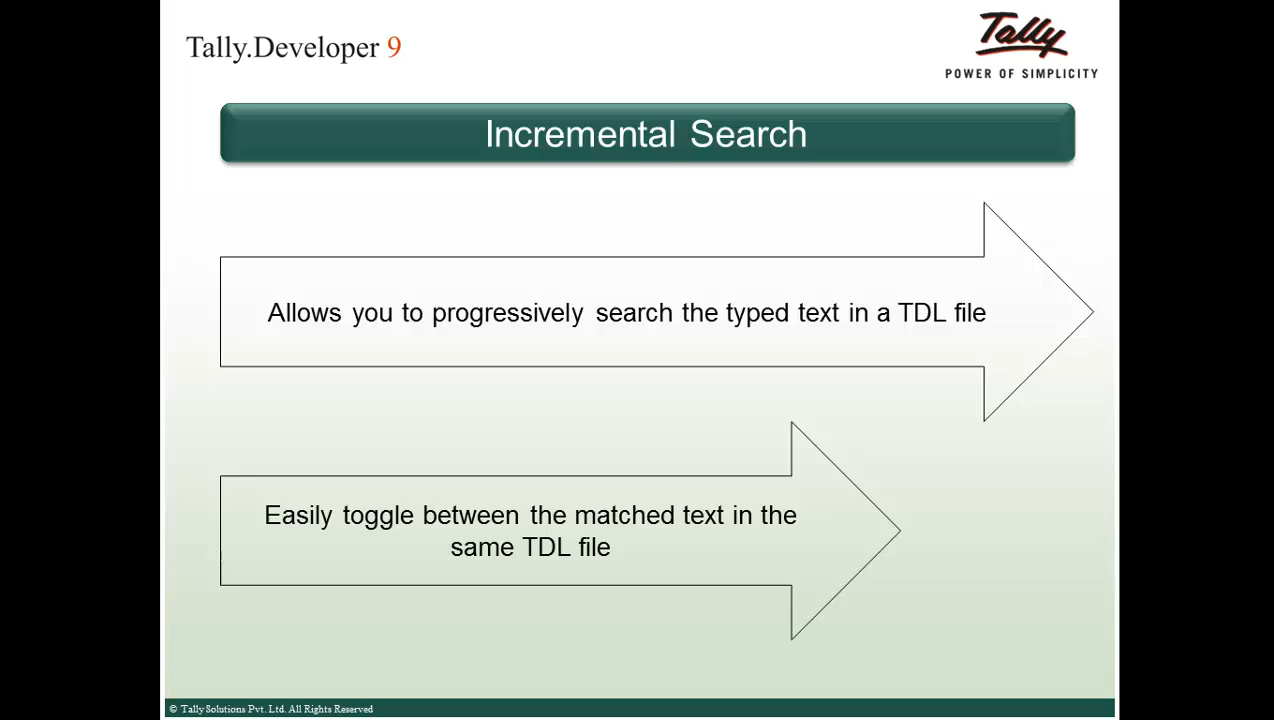 Tally.Developer 9
Tally
POWER OF SIMPLICITY
Incremental Search
Allows you to progressively search the typed text in a TDL file
Easily toggle between the matched text in the
same TDL file
© Tally Solutions Pvt. Ltd. All Rights Reserved